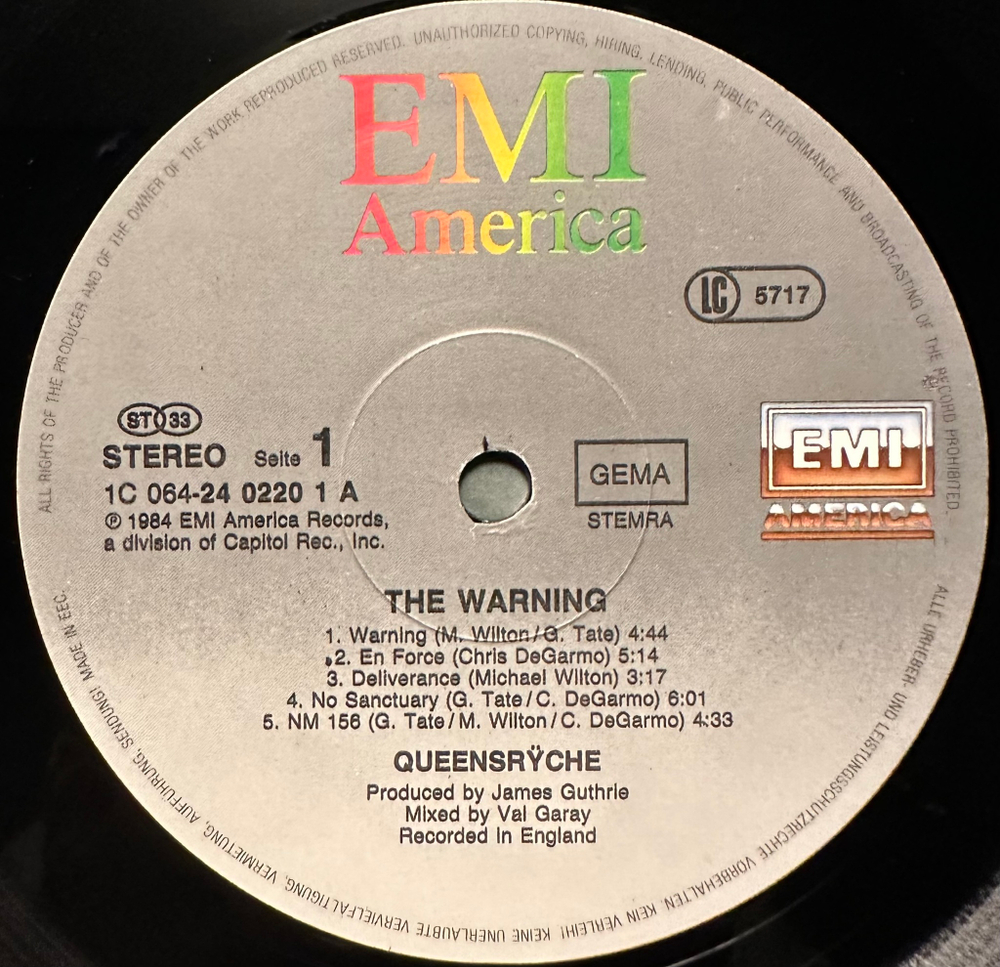 ALL RIGHTS OF THE PRODUCER AND OF THE OWNER OF THE WORK REPRODUCED RESERVED. UNAUTHORIZED COPYING, HIRING, LENDING, PUBLIC PERFORMANCE AND BROADCASTING OF THE RECORD PROHIBITED.
EMI
America
LC 5717
ST 33
STEREO Seite 1
1C 064-24 0220 1 A
℗ 1984 EMI America Records,
a division of Capitol Rec., Inc.
GEMA
STEMRA
EMI
AMERICA
THE WARNING
1. Warning (M. Wilton/G. Tate) 4:44
2. En Force (Chris DeGarmo) 5:14
3. Deliverance (Michael Wilton) 3:17
4. No Sanctuary (G. Tate/C. DeGarmo) 6:01
5. NM 156 (G. Tate/M. Wilton/C. DeGarmo) 4:33
QUEENSRŸCHE
Produced by James Guthrie
Mixed by Val Garay
Recorded in England
ALLE URHEBER- UND LEISTUNGSSCHUTZRECHTE VORBEHALTEN. KEIN VERLEIH! KEINE UNERLAUBTE VERVIELFÄLTIGUNG, VERMIETUNG, AUFFÜHRUNG, SENDUNG! MADE IN EEC.